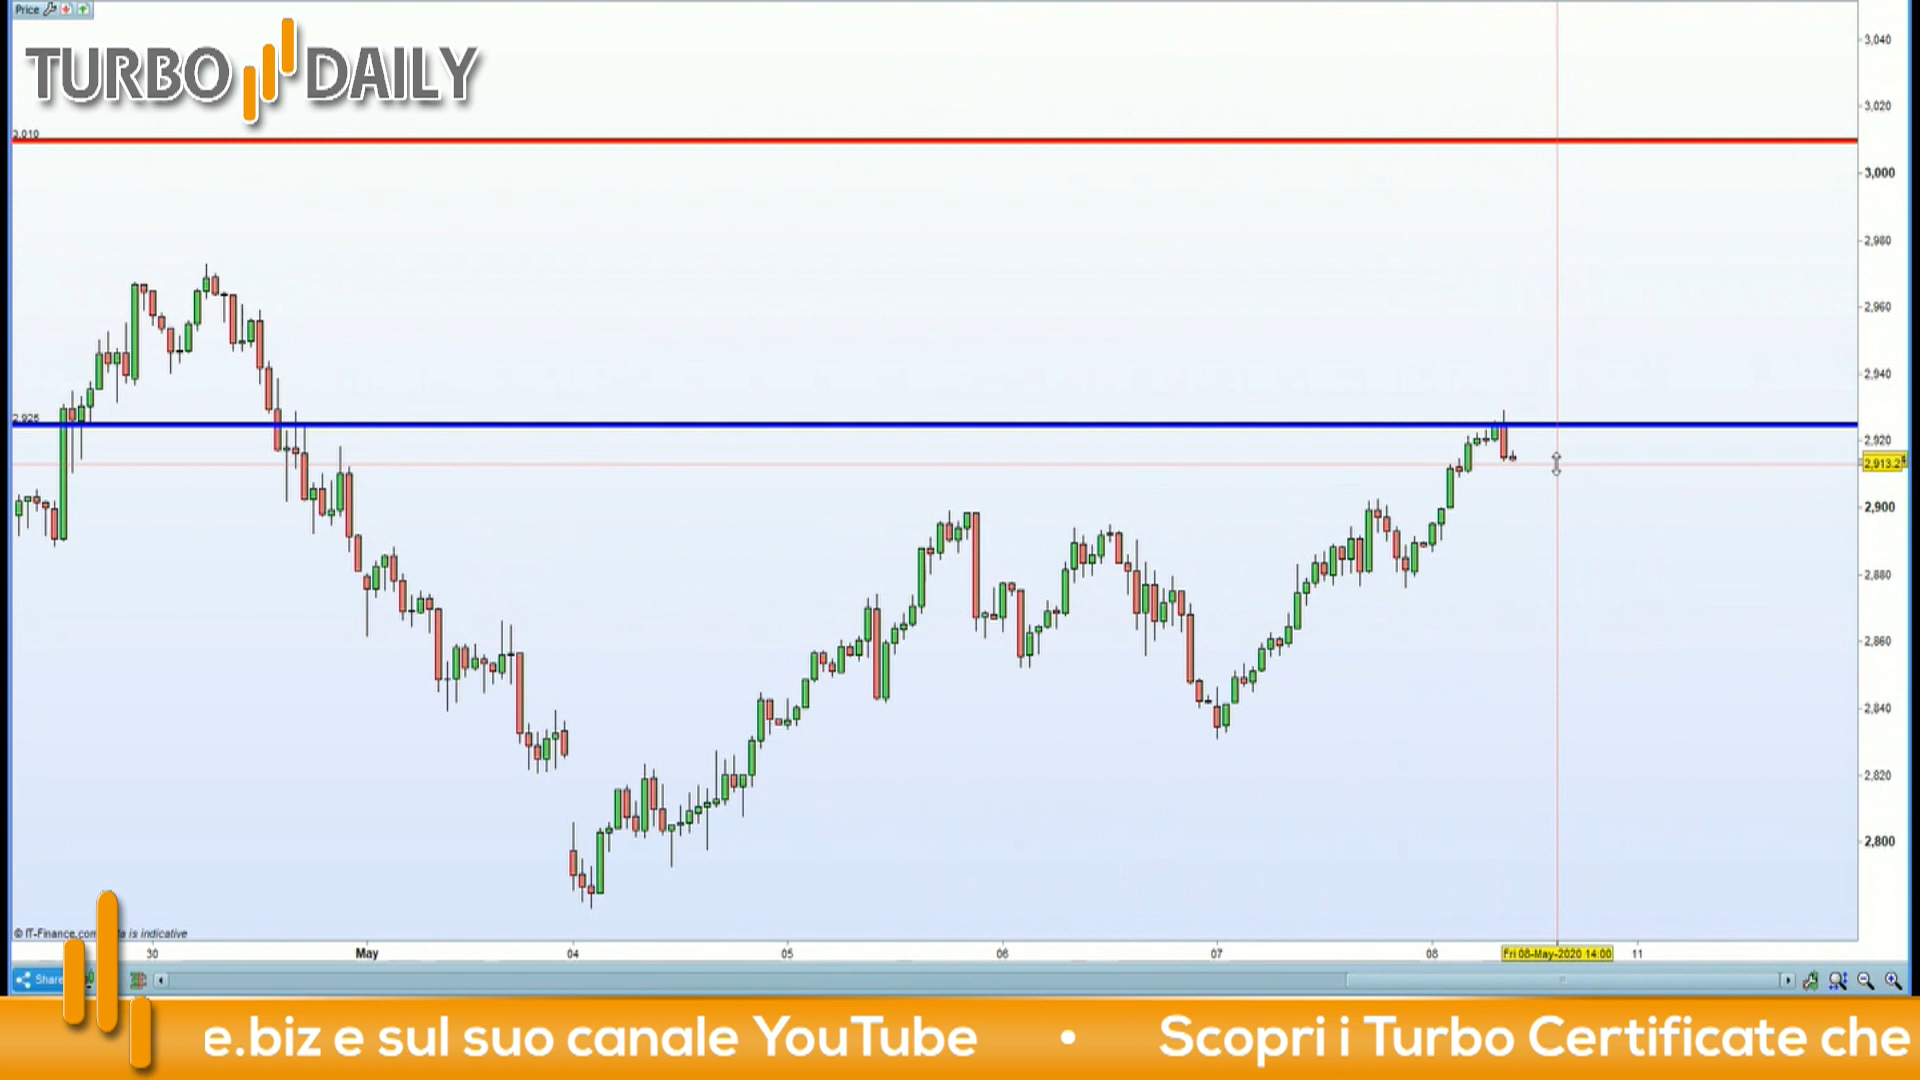 Price
TURBO DAILY
3,040
3,020
3,010
3,000
2,980
2,960
2,940
2,925
2,920
2,913.2
2,900
2,880
2,860
2,840
2,820
2,800
© IT-Finance.com
is indicative
30 May 04 05 06 07 08 Fri 08-May-2020 14:00 11
Share
e.biz e sul suo canale YouTube • Scopri i Turbo Certificate che